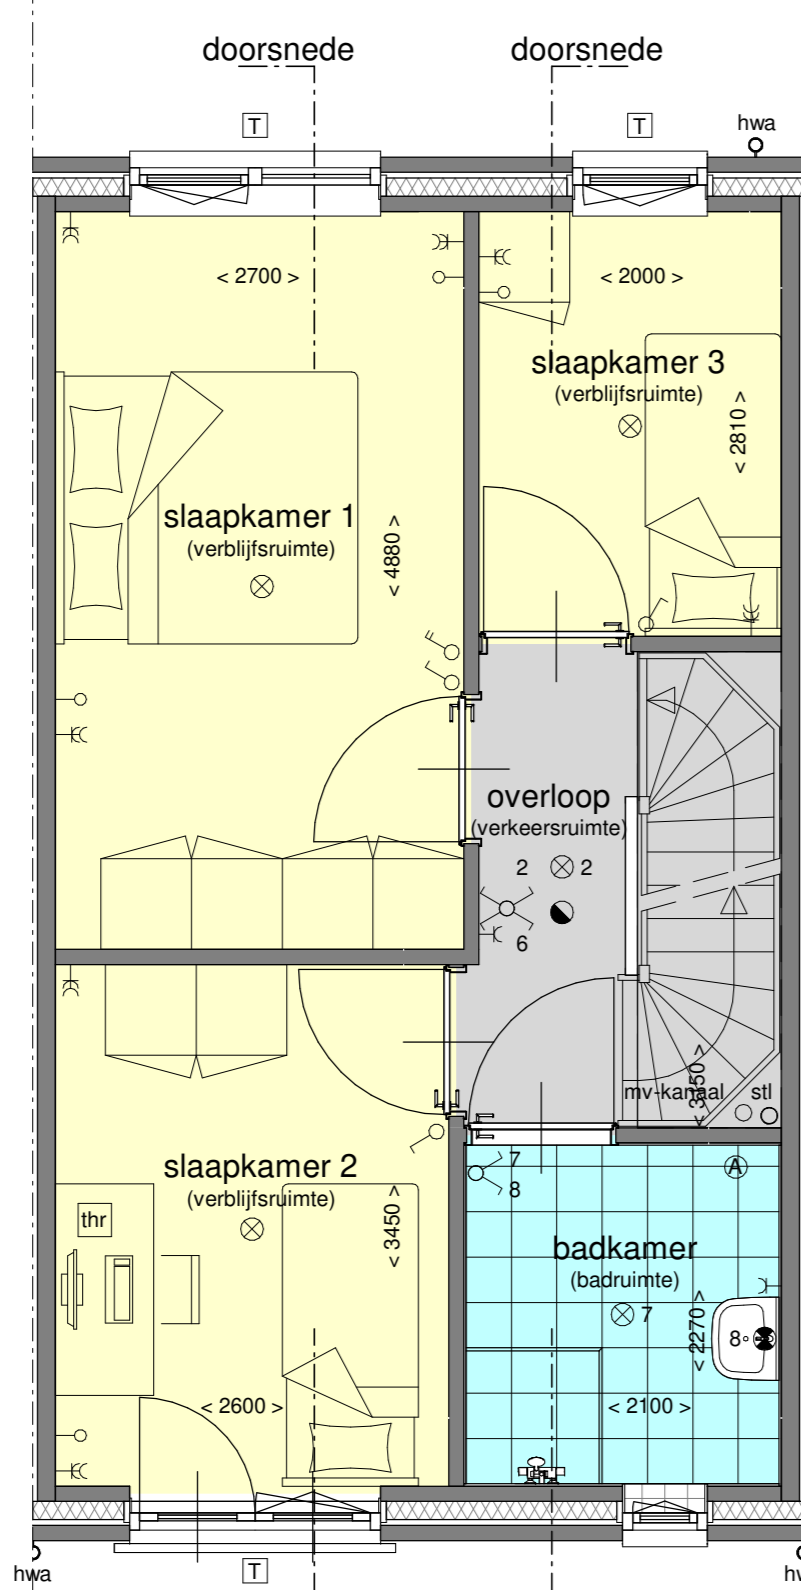 doorsnede doorsnede
T T hwa
< 2700 > < 2000 >
slaapkamer 3
(verblijfsruimte)
< 2810 >
slaapkamer 1
(verblijfsruimte)
< 4880 >
overloop
(verkeersruimte)
2 2
6
< 3150 >
mv-kanaal stl
slaapkamer 2
(verblijfsruimte)
7
8
A
thr
< 3450 >
badkamer
(badruimte)
7
8
< 2270 >
< 2600 > < 2100 >
T
hwa hw